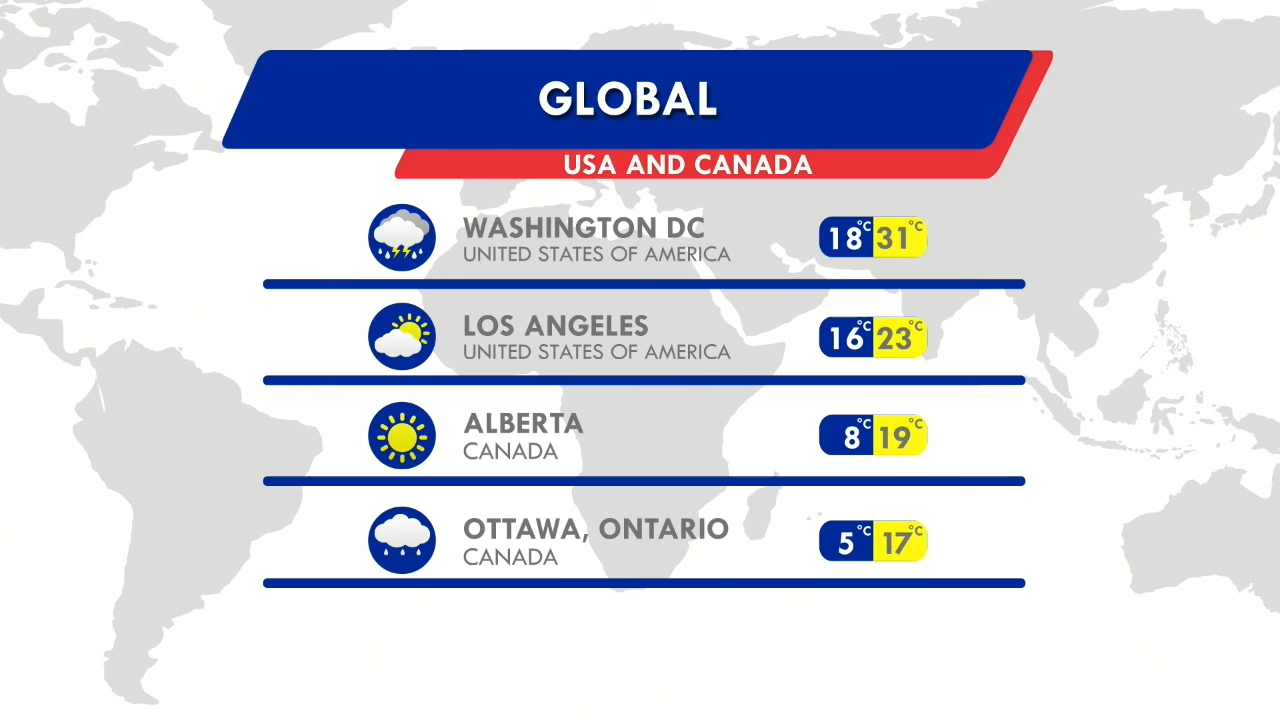 GLOBAL
USA AND CANADA
WASHINGTON DC
UNITED STATES OF AMERICA
18°C 31°C
LOS ANGELES
UNITED STATES OF AMERICA
16°C 23°C
ALBERTA
CANADA
8°C 19°C
OTTAWA, ONTARIO
CANADA
5°C 17°C